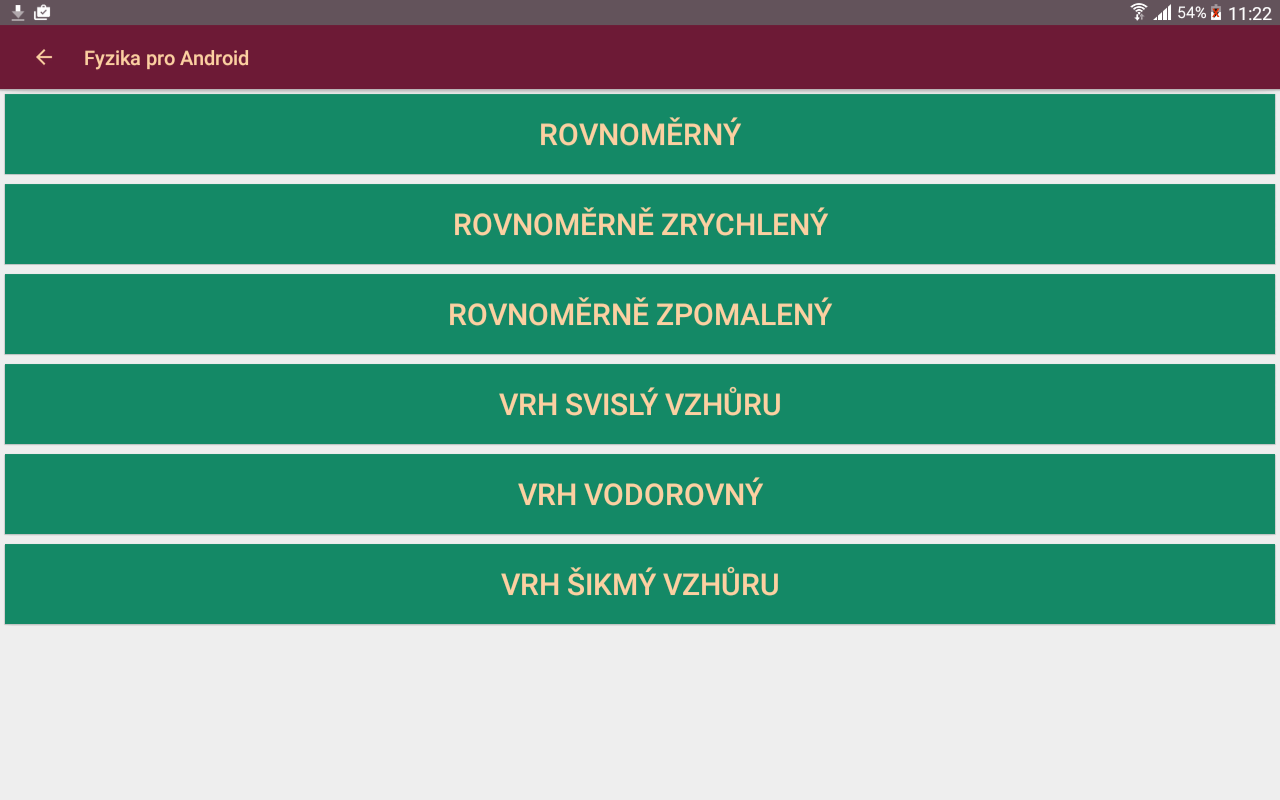 54% 11:22
Fyzika pro Android
ROVNOMĚRNÝ
ROVNOMĚRNĚ ZRYCHLENÝ
ROVNOMĚRNĚ ZPOMALENÝ
VRH SVISLÝ VZHŮRU
VRH VODOROVNÝ
VRH ŠIKMÝ VZHŮRU